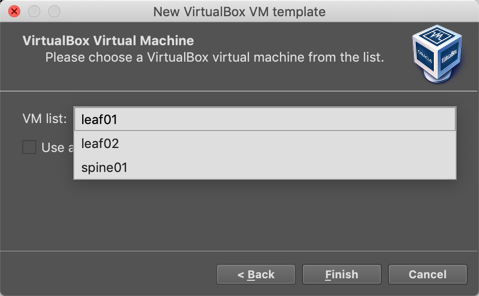 New VirtualBox VM template
VirtualBox Virtual Machine
Please choose a VirtualBox virtual machine from the list.
VM list: leaf01
leaf02
Use a
spine01
< Back
Finish
Cancel